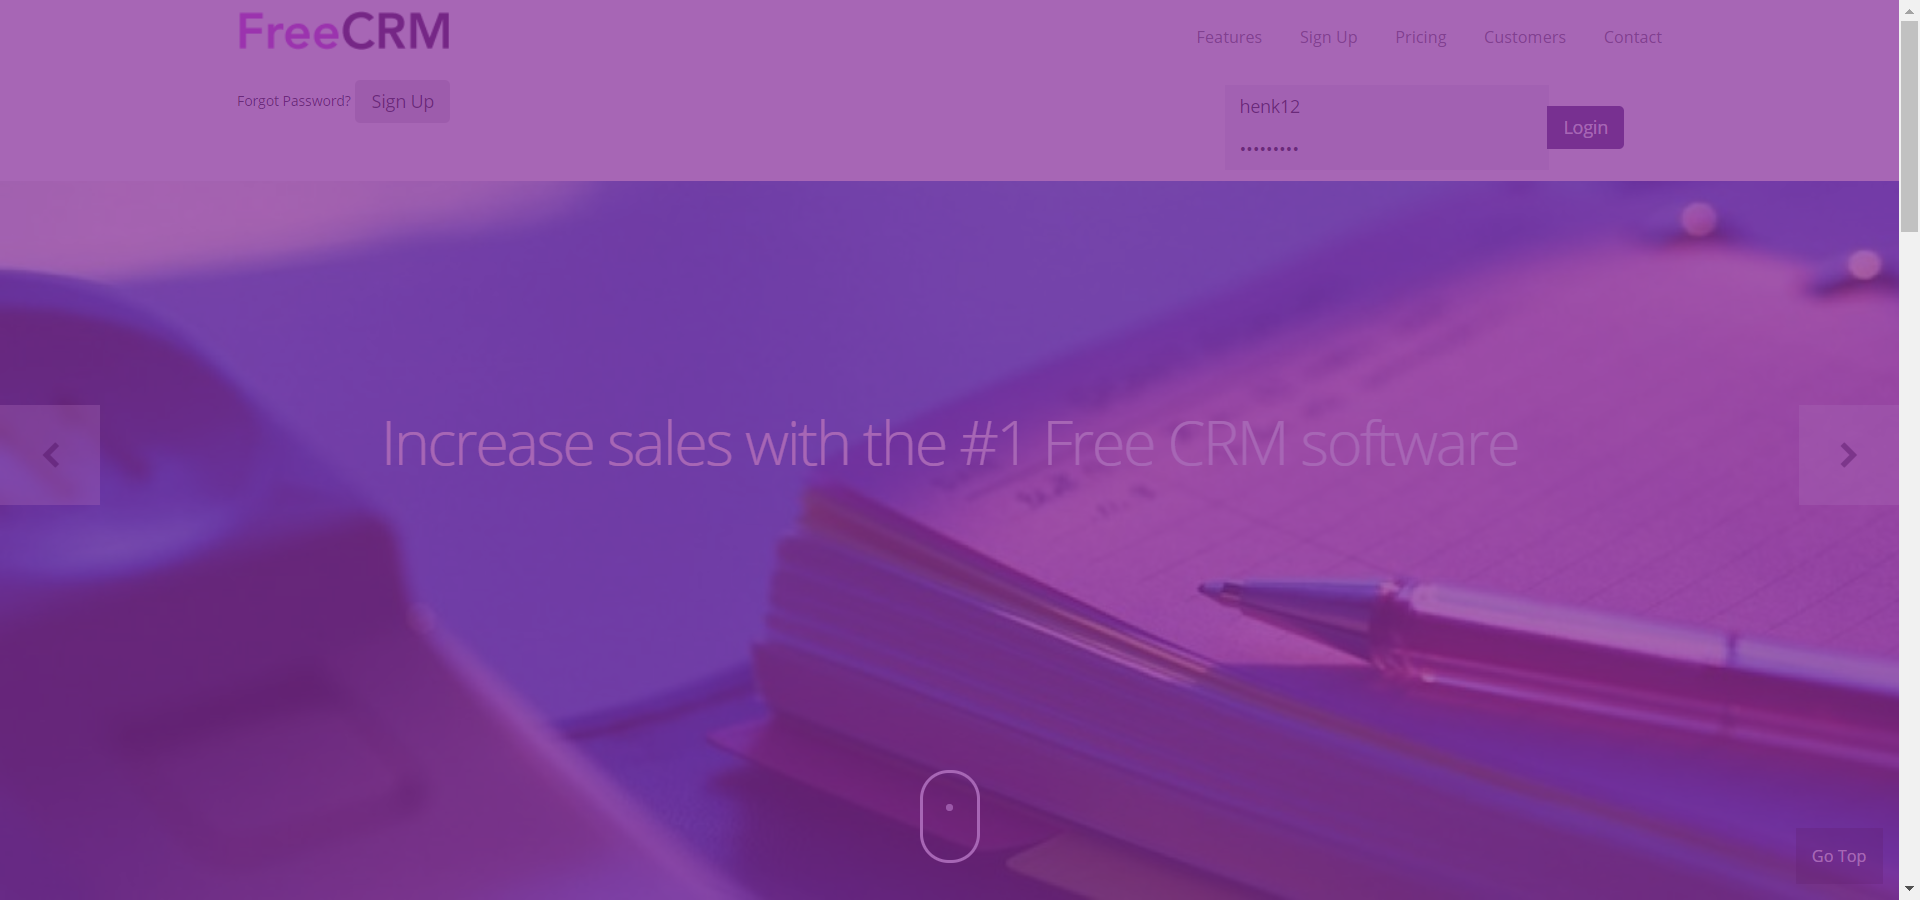 FreeCRM
Features Sign Up Pricing Customers Contact
Forgot Password? Sign Up
henk12
•••••••••
Login
Increase sales with the #1 Free CRM software
Go Top